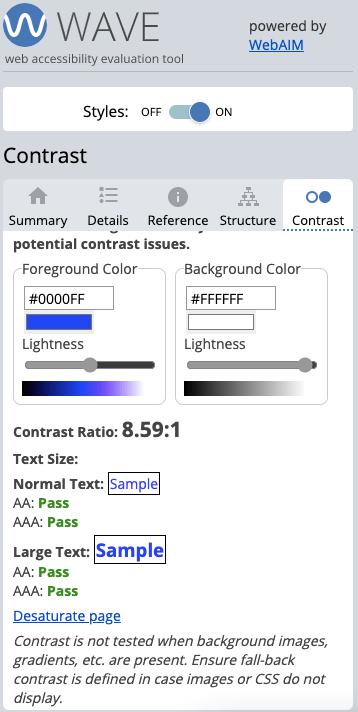 WAVE
web accessibility evaluation tool
powered by
WebAIM
Styles: OFF ON
Contrast
Summary Details Reference Structure Contrast
potential contrast issues.
Foreground Color Background Color
#0000FF #FFFFFF
Lightness Lightness
Contrast Ratio: 8.59:1
Text Size:
Normal Text: Sample
AA: Pass
AAA: Pass
Large Text: Sample
AA: Pass
AAA: Pass
Desaturate page
Contrast is not tested when background images,
gradients, etc. are present. Ensure fall-back
contrast is defined in case images or CSS do not
display.